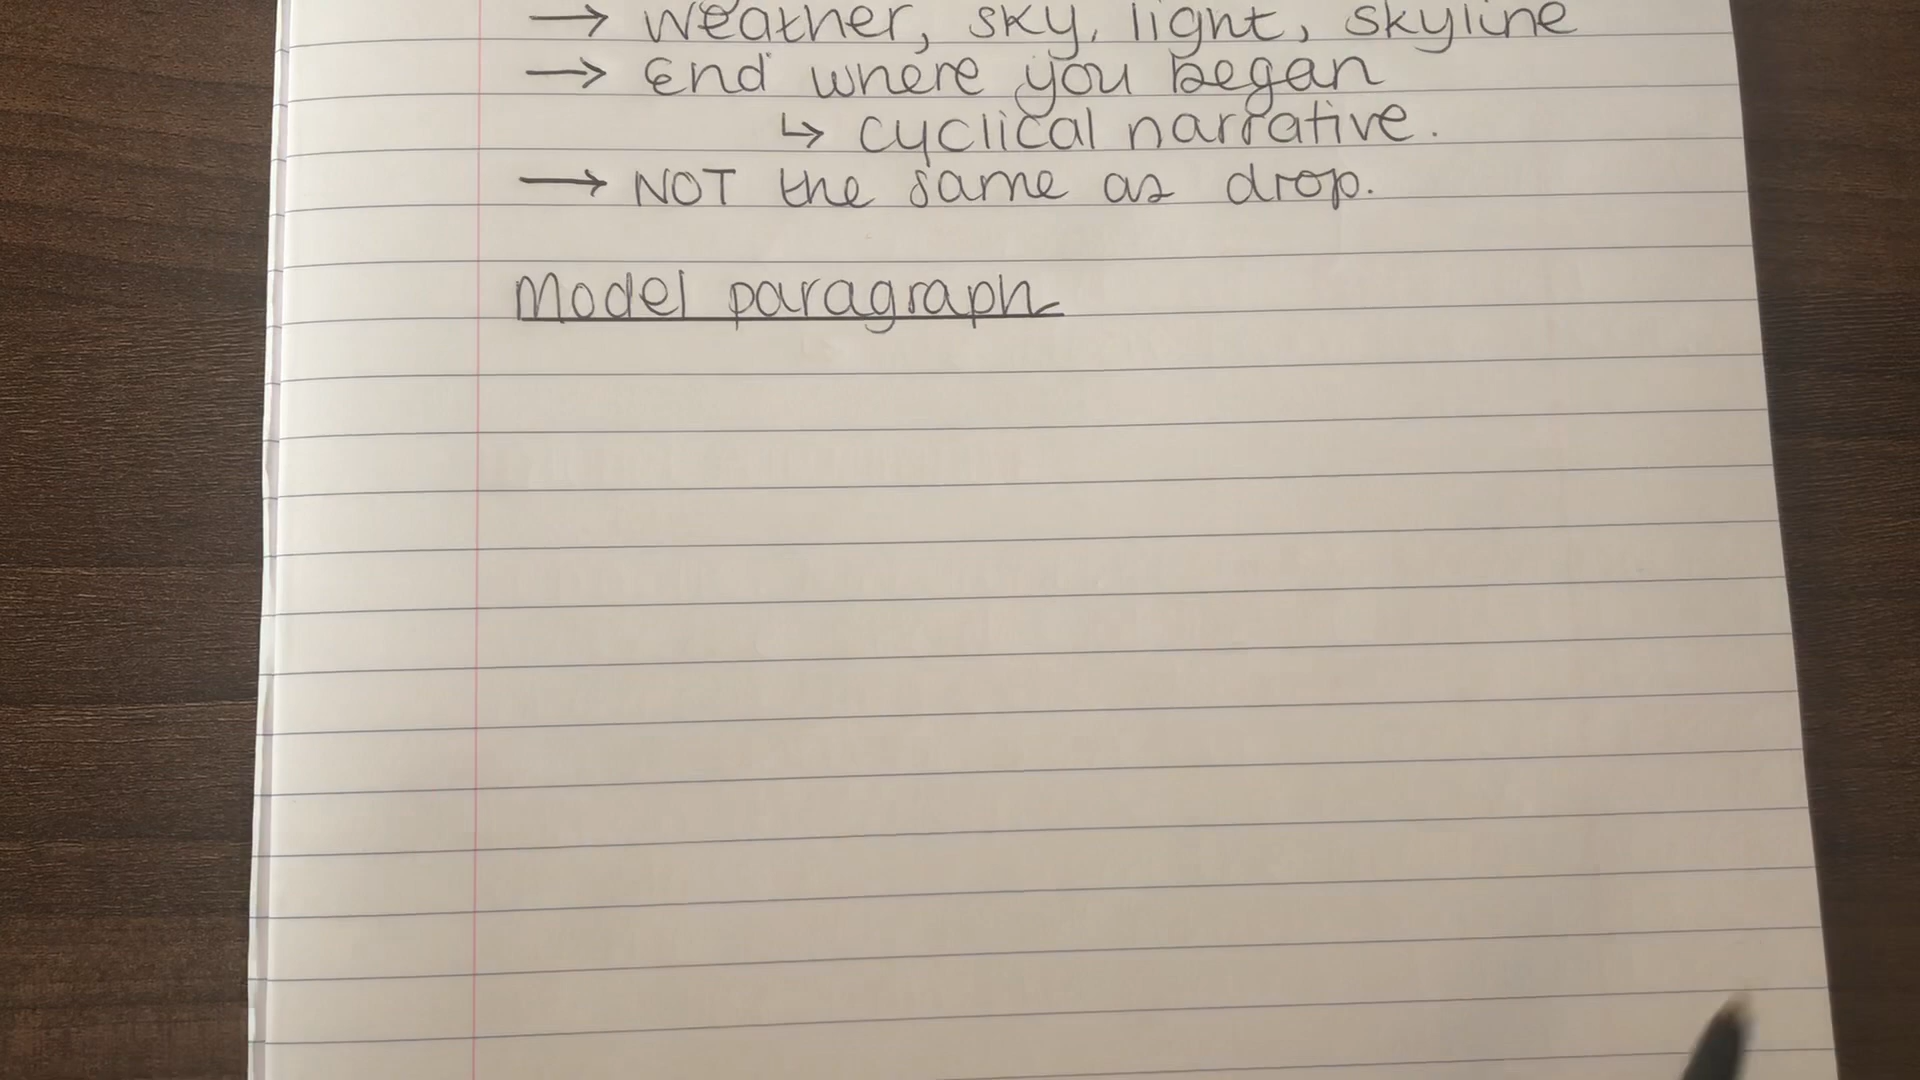 → Weather, sky, light, skyline
→ End where you began
↳ cyclical narrative.
→ NOT the same as drop.
Model paragraph